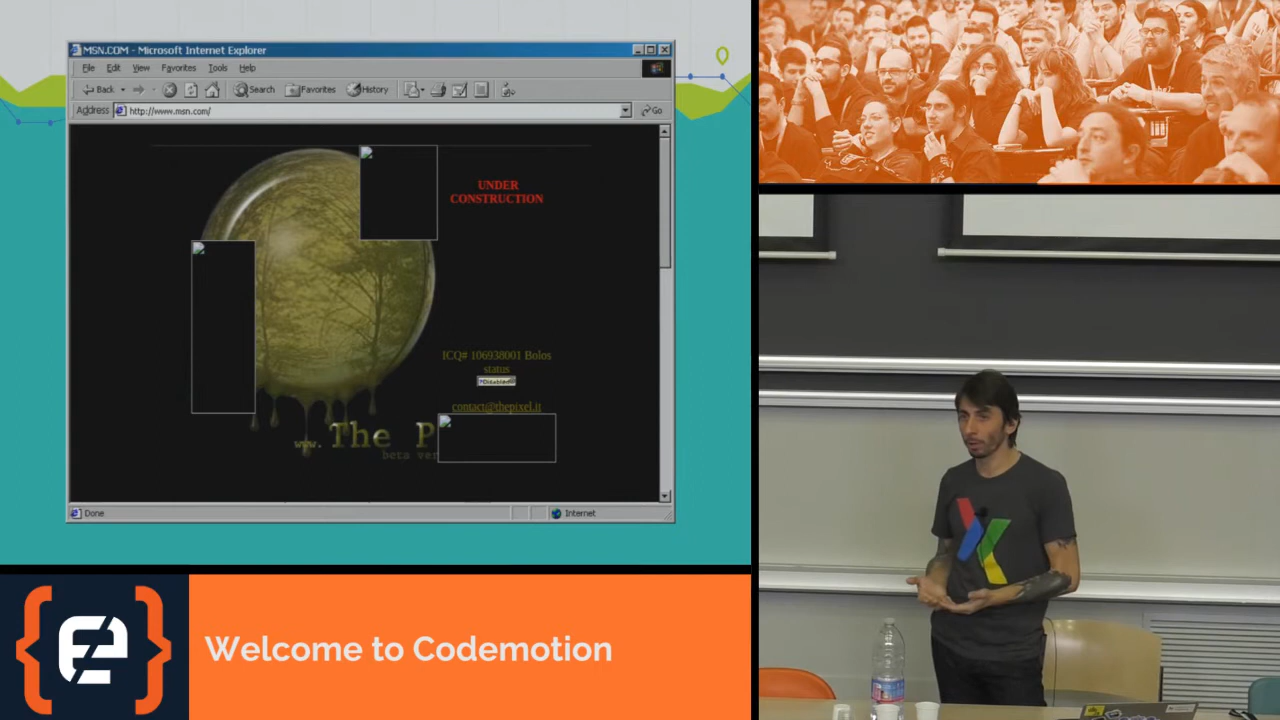 MSN.COM - Microsoft Internet Explorer
File Edit View Favorites Tools Help
Back Search Favorites History
Address http://www.msn.com/ Go
UNDER
CONSTRUCTION
ICQ# 106938001 Bolos
status
Disabled
contact@thepixel.it
www. The P
beta ver
Done Internet
Welcome to Codemotion